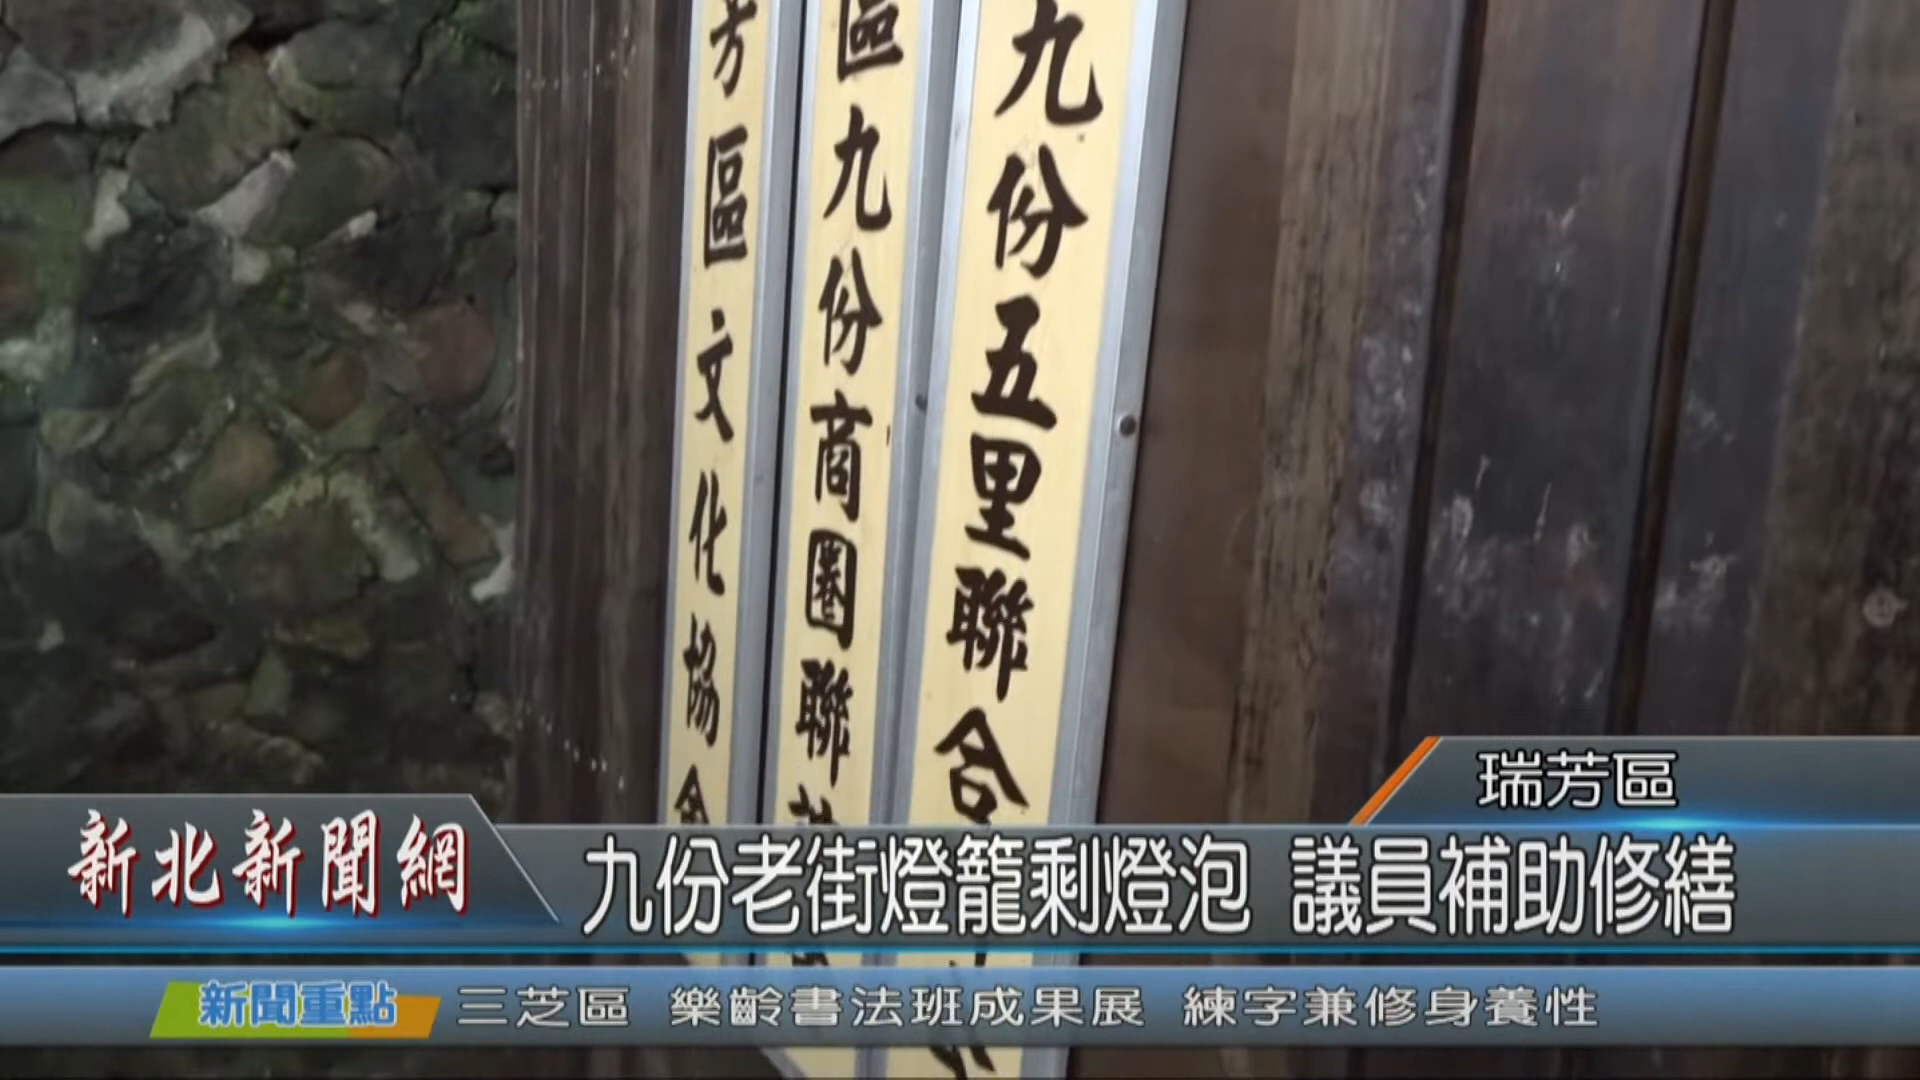 九份五里聯合
區九份商圈聯
芳區文化協會
瑞芳區
新北新聞網
九份老街燈籠剩燈泡 議員補助修繕
新聞重點
三芝區 樂齡書法班成果展 練字兼修身養性